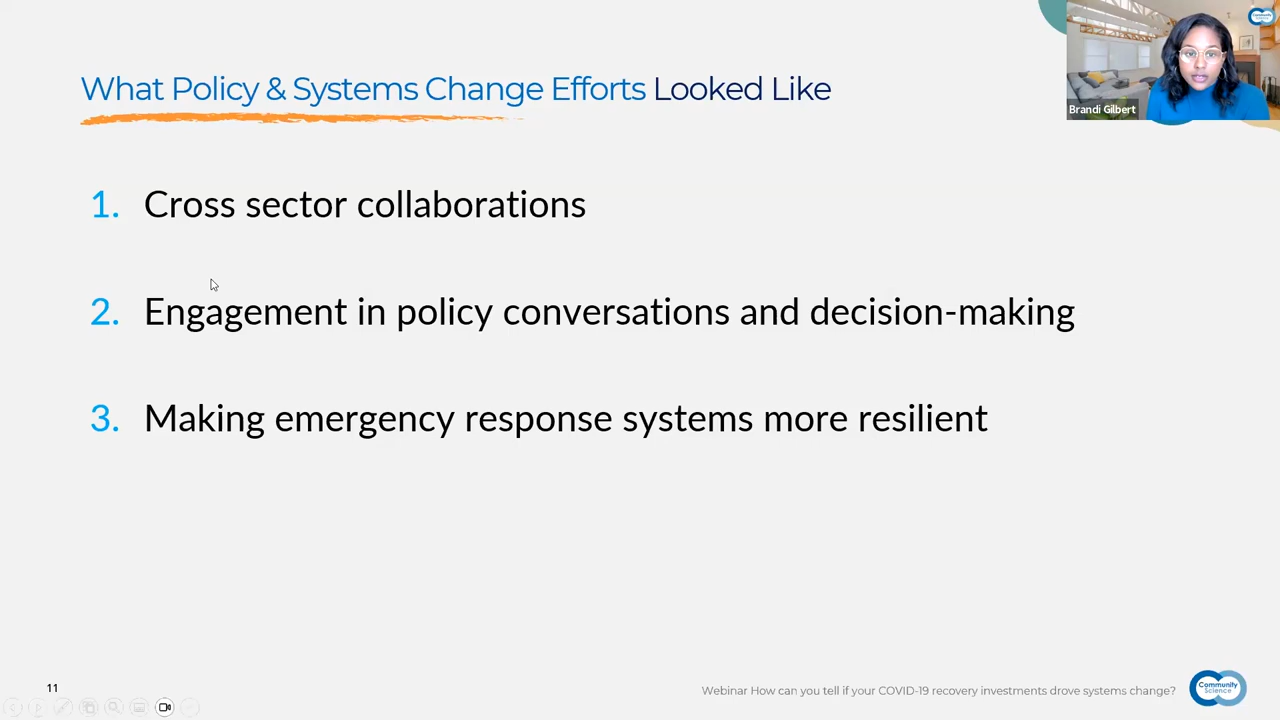 What Policy & Systems Change Efforts Looked Like
Community
Brandi Gilbert
1. Cross sector collaborations
2. Engagement in policy conversations and decision-making
3. Making emergency response systems more resilient
11
Webinar How can you tell if your COVID-19 recovery investments drove systems change?
Community
Science